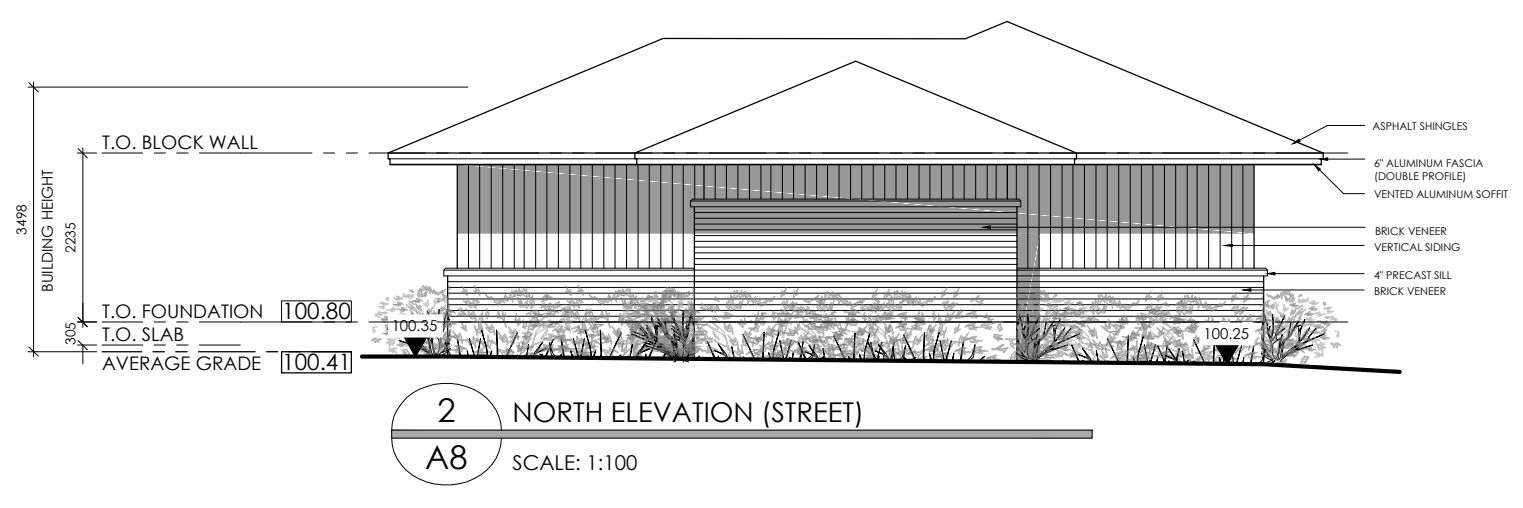 ASPHALT SHINGLES
T.O. BLOCK WALL
6" ALUMINUM FASCIA
(DOUBLE PROFILE)
VENTED ALUMINUM SOFFIT
3498
BUILDING HEIGHT
2235
BRICK VENEER
VERTICAL SIDING
4" PRECAST SILL
BRICK VENEER
T.O. FOUNDATION 100.80
305
T.O. SLAB
100.35
100.25
AVERAGE GRADE 100.41
2
NORTH ELEVATION (STREET)
A8
SCALE: 1:100